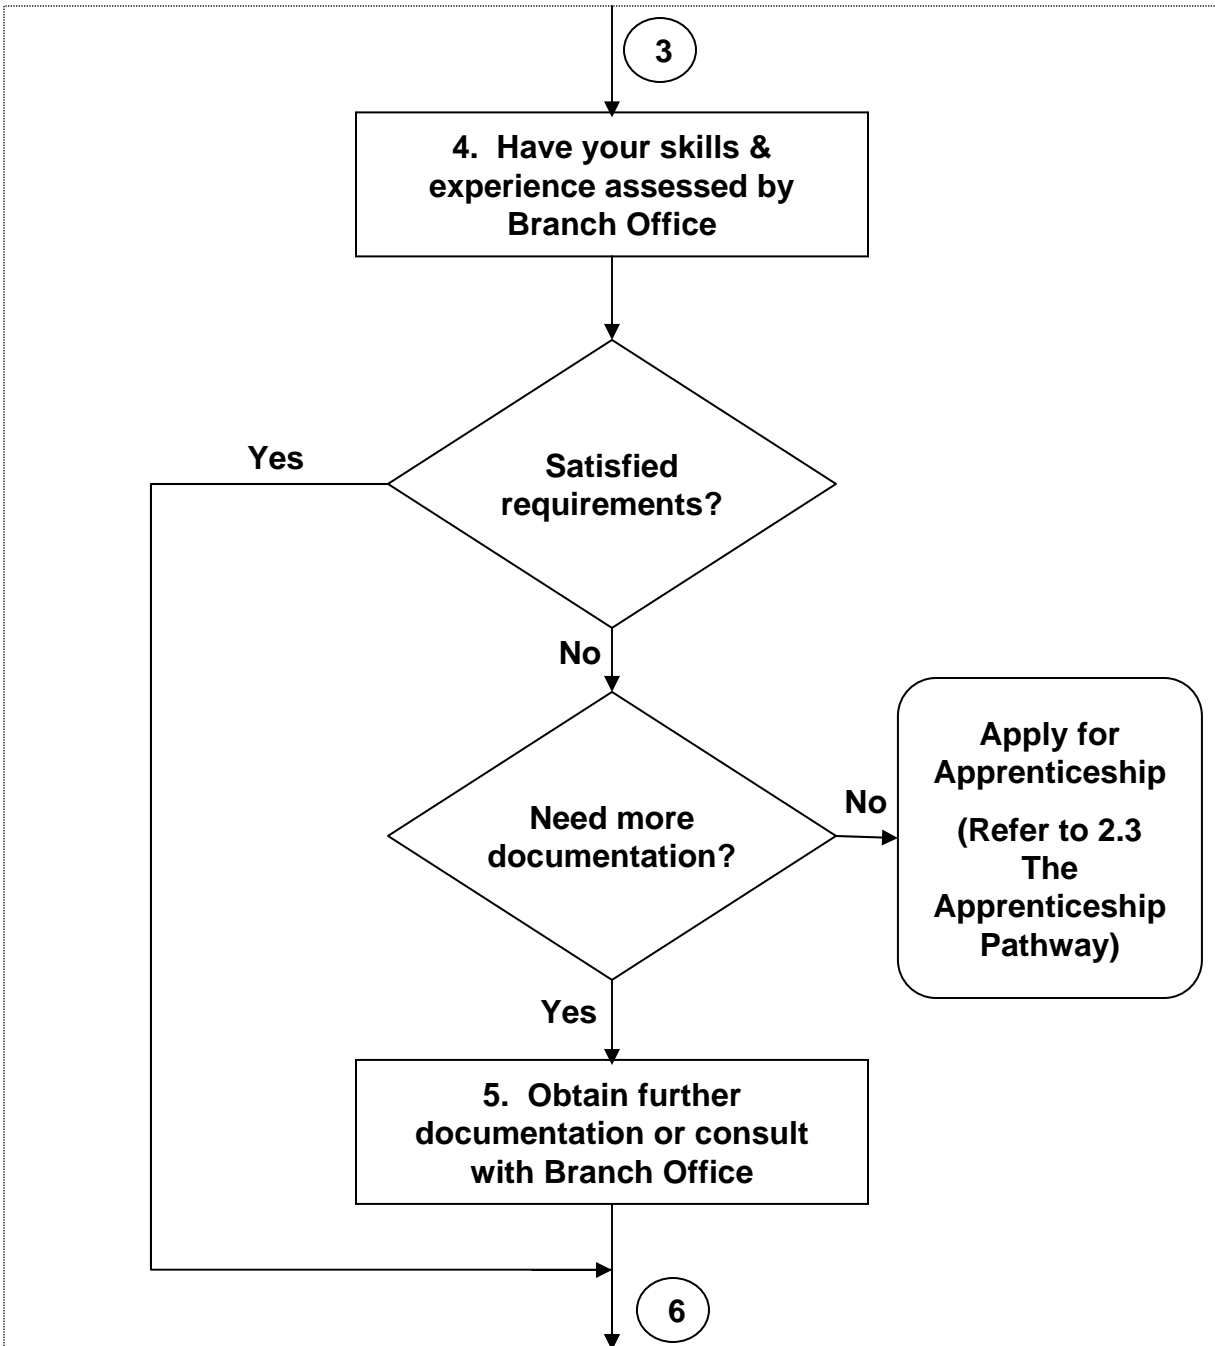 3
4. Have your skills &
experience assessed by
Branch Office
Yes
Satisfied
requirements?
No
Need more
documentation?
No
Apply for
Apprenticeship
(Refer to 2.3
The
Apprenticeship
Pathway)
Yes
5. Obtain further
documentation or consult
with Branch Office
6